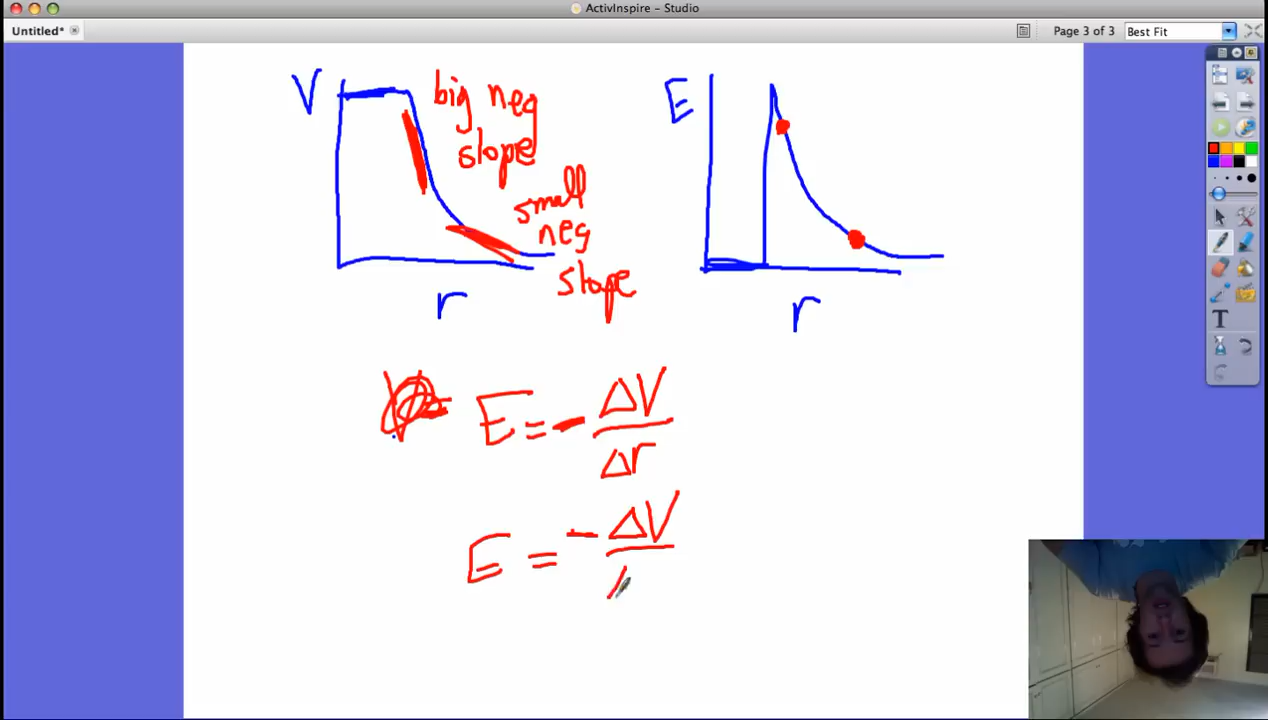 ActivInspire – Studio
Untitled*
Page 3 of 3
Best Fit
V
big neg
slope
small
neg
slope
r
E
r
E = - ΔV
Δr
E = - ΔV
T